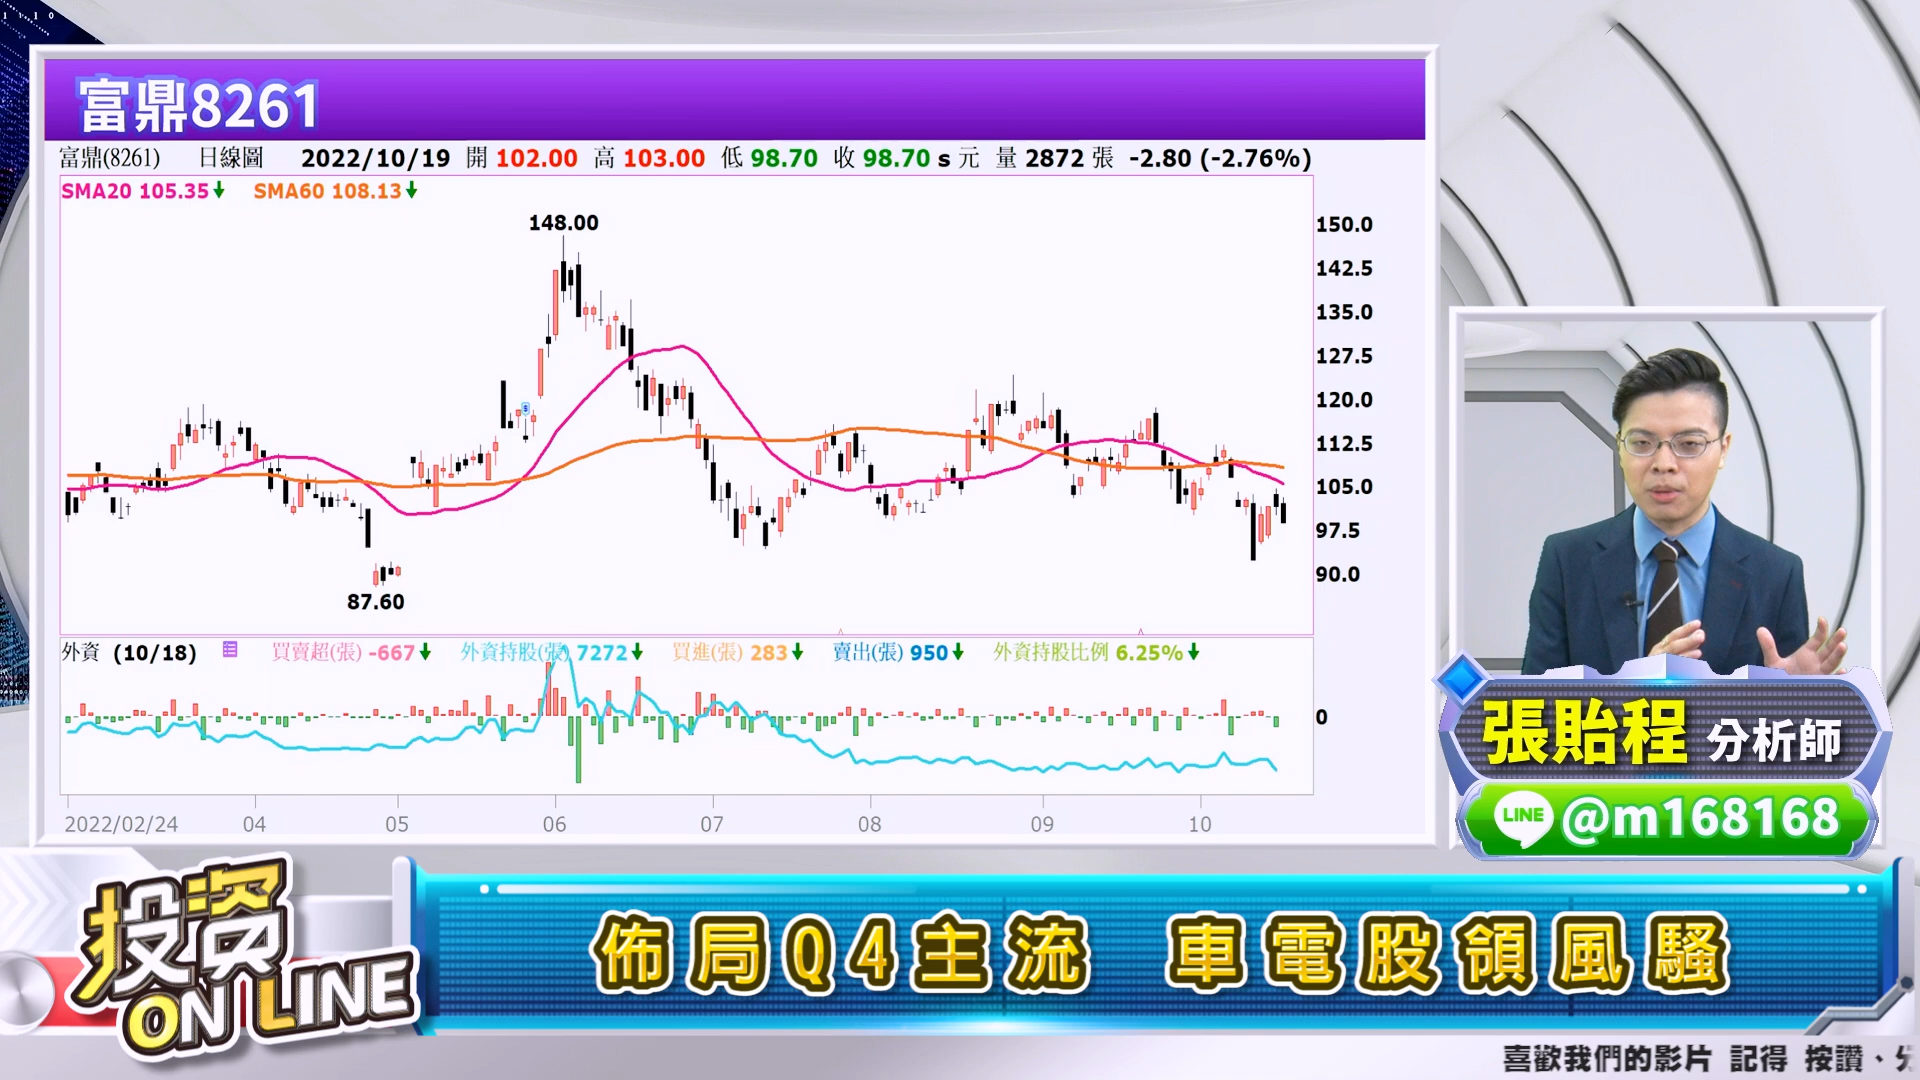 富鼎8261
富鼎(8261) 日線圖 2022/10/19 開 102.00 高 103.00 低 98.70 收 98.70 s 元 量 2872 張 -2.80 (-2.76%)
SMA20 105.35↓ SMA60 108.13↓
148.00
150.0
142.5
135.0
127.5
120.0
112.5
105.0
97.5
90.0
87.60
外資 (10/18) 買賣超(張) -667↓ 外資持股(張) 7272↓ 買進(張) 283↓ 賣出(張) 950↓ 外資持股比例 6.25%↓
0
2022/02/24 04 05 06 07 08 09 10
張貽程 分析師
LINE @m168168
投資
ON LINE
佈局Q4主流 車電股領風騷
喜歡我們的影片 記得 按讚、